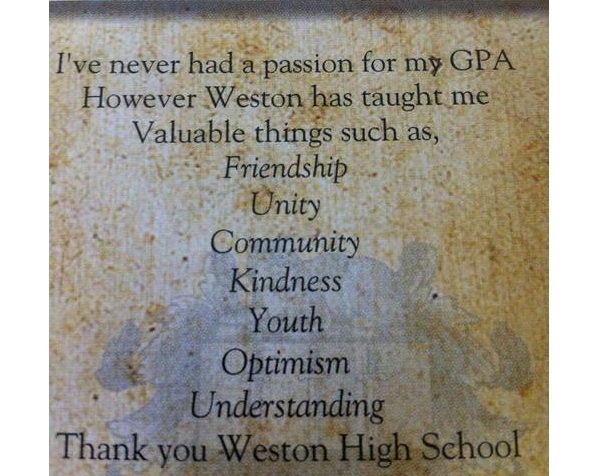 I've never had a passion for my GPA
However Weston has taught me
Valuable things such as,
Friendship
Unity
Community
Kindness
Youth
Optimism
Understanding
Thank you Weston High School